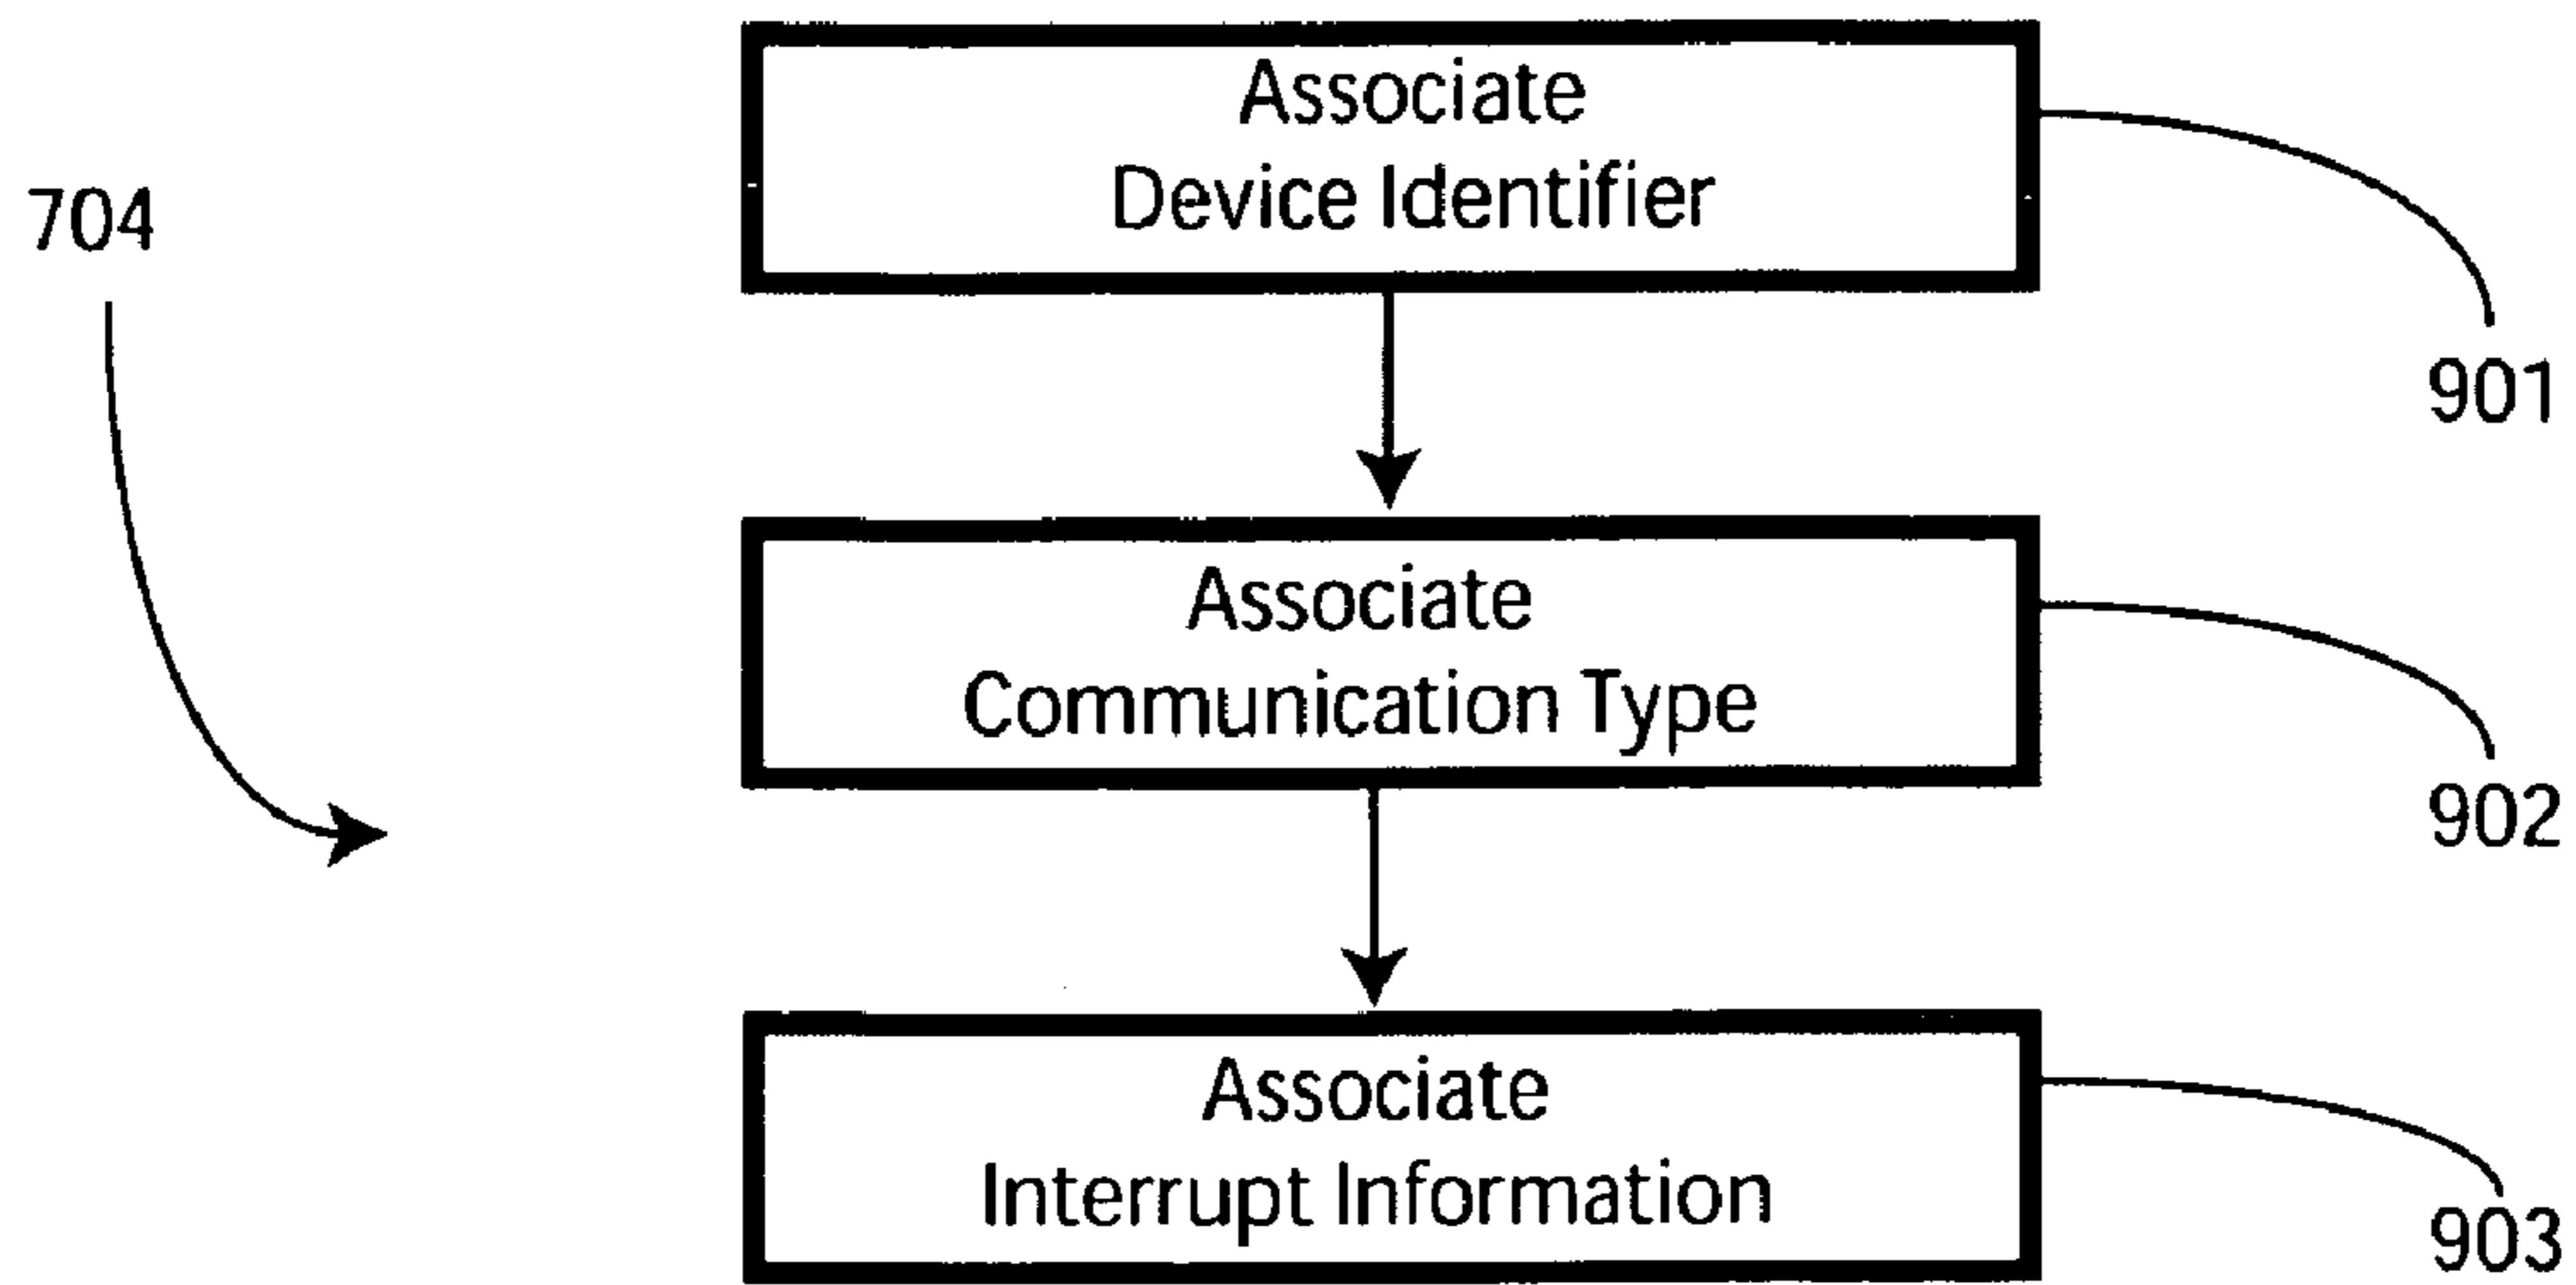 Associate
Device Identifier
704
901
Associate
Communication Type
902
Associate
Interrupt Information
903